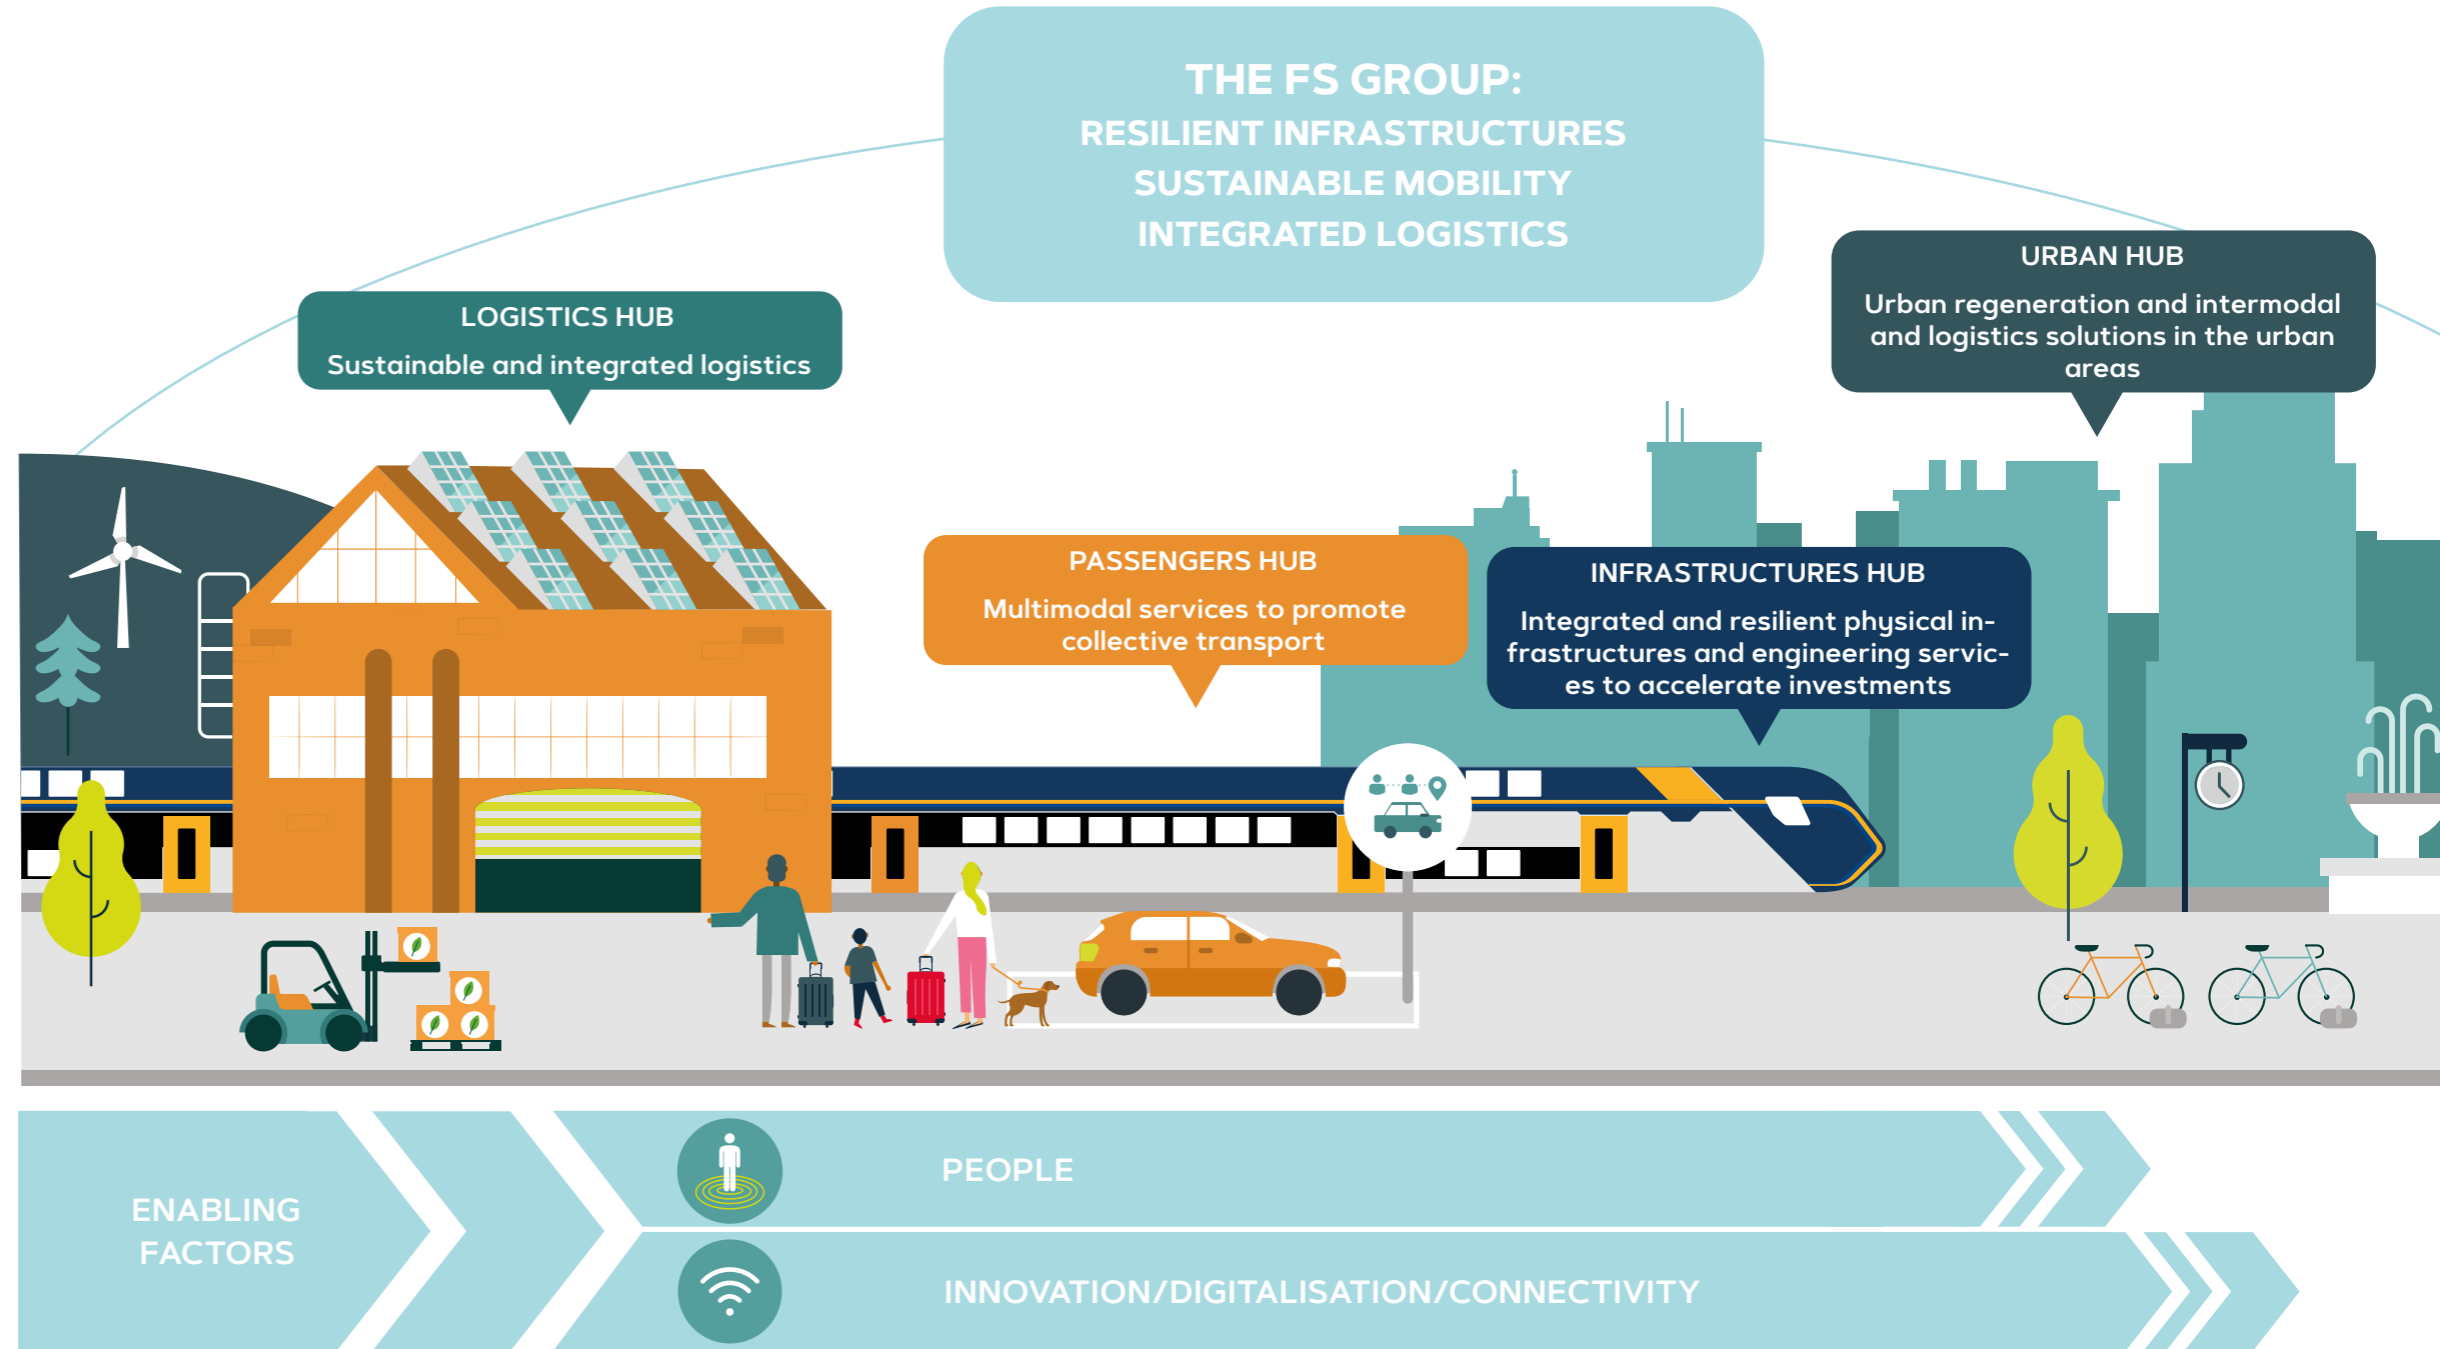 THE FS GROUP:
RESILIENT INFRASTRUCTURES
SUSTAINABLE MOBILITY
INTEGRATED LOGISTICS
URBAN HUB
Urban regeneration and intermodal
and logistics solutions in the urban
areas
LOGISTICS HUB
Sustainable and integrated logistics
PASSENGERS HUB
Multimodal services to promote
collective transport
INFRASTRUCTURES HUB
Integrated and resilient physical in-
frastructures and engineering servic-
es to accelerate investments
ENABLING
FACTORS
PEOPLE
INNOVATION/DIGITALISATION/CONNECTIVITY